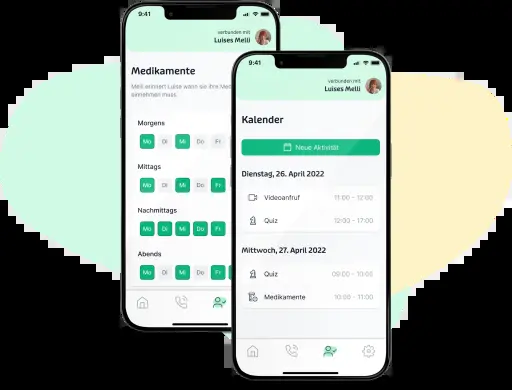 9:41
verbunden mit
Luises Melli
Medikamente
Melli erinnert Luise wann sie ihre Med
einnehmen muss.
Morgens
Mo Di Mi Do Fr
Mittags
Mo Di Mi Do Fr
Nachmittags
Mo Di Mi Do Fr
Abends
Mo Di Mi Do Fr
9:41
verbunden mit
Luises Melli
Kalender
Neue Aktivität
Dienstag, 26. April 2022
Videoanfruf 11:00 - 12:00
Quiz 12:00 - 17:00
Mittwoch, 27. April 2022
Quiz 09:00 - 10:00
Medikamente 10:00 - 11:00